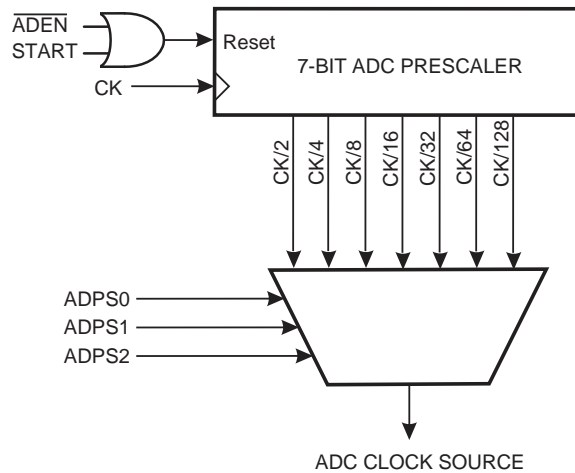 ADEN
START
Reset
7-BIT ADC PRESCALER
CK
CK/2
CK/4
CK/8
CK/16
CK/32
CK/64
CK/128
ADPS0
ADPS1
ADPS2
ADC CLOCK SOURCE